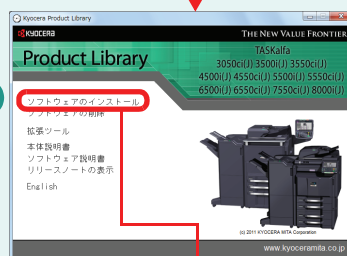 Kyocera Product Library
KYOCERA
THE NEW VALUE FRONTIER
Product Library
TASKalfa
3050ci(J) 3500i(J) 3550ci(J)
4500i(J) 4550ci(J) 5500i(J) 5550ci(J)
6500i(J) 6550ci(J) 7550ci(J) 8000i(J)
ソフトウェアのインストール
ソフトウェアの削除
拡張ツール
本体説明書
ソフトウェア説明書
リリースノートの表示
English
(c) 2011 KYOCERA MITA Corporation
www.kyoceramita.co.jp